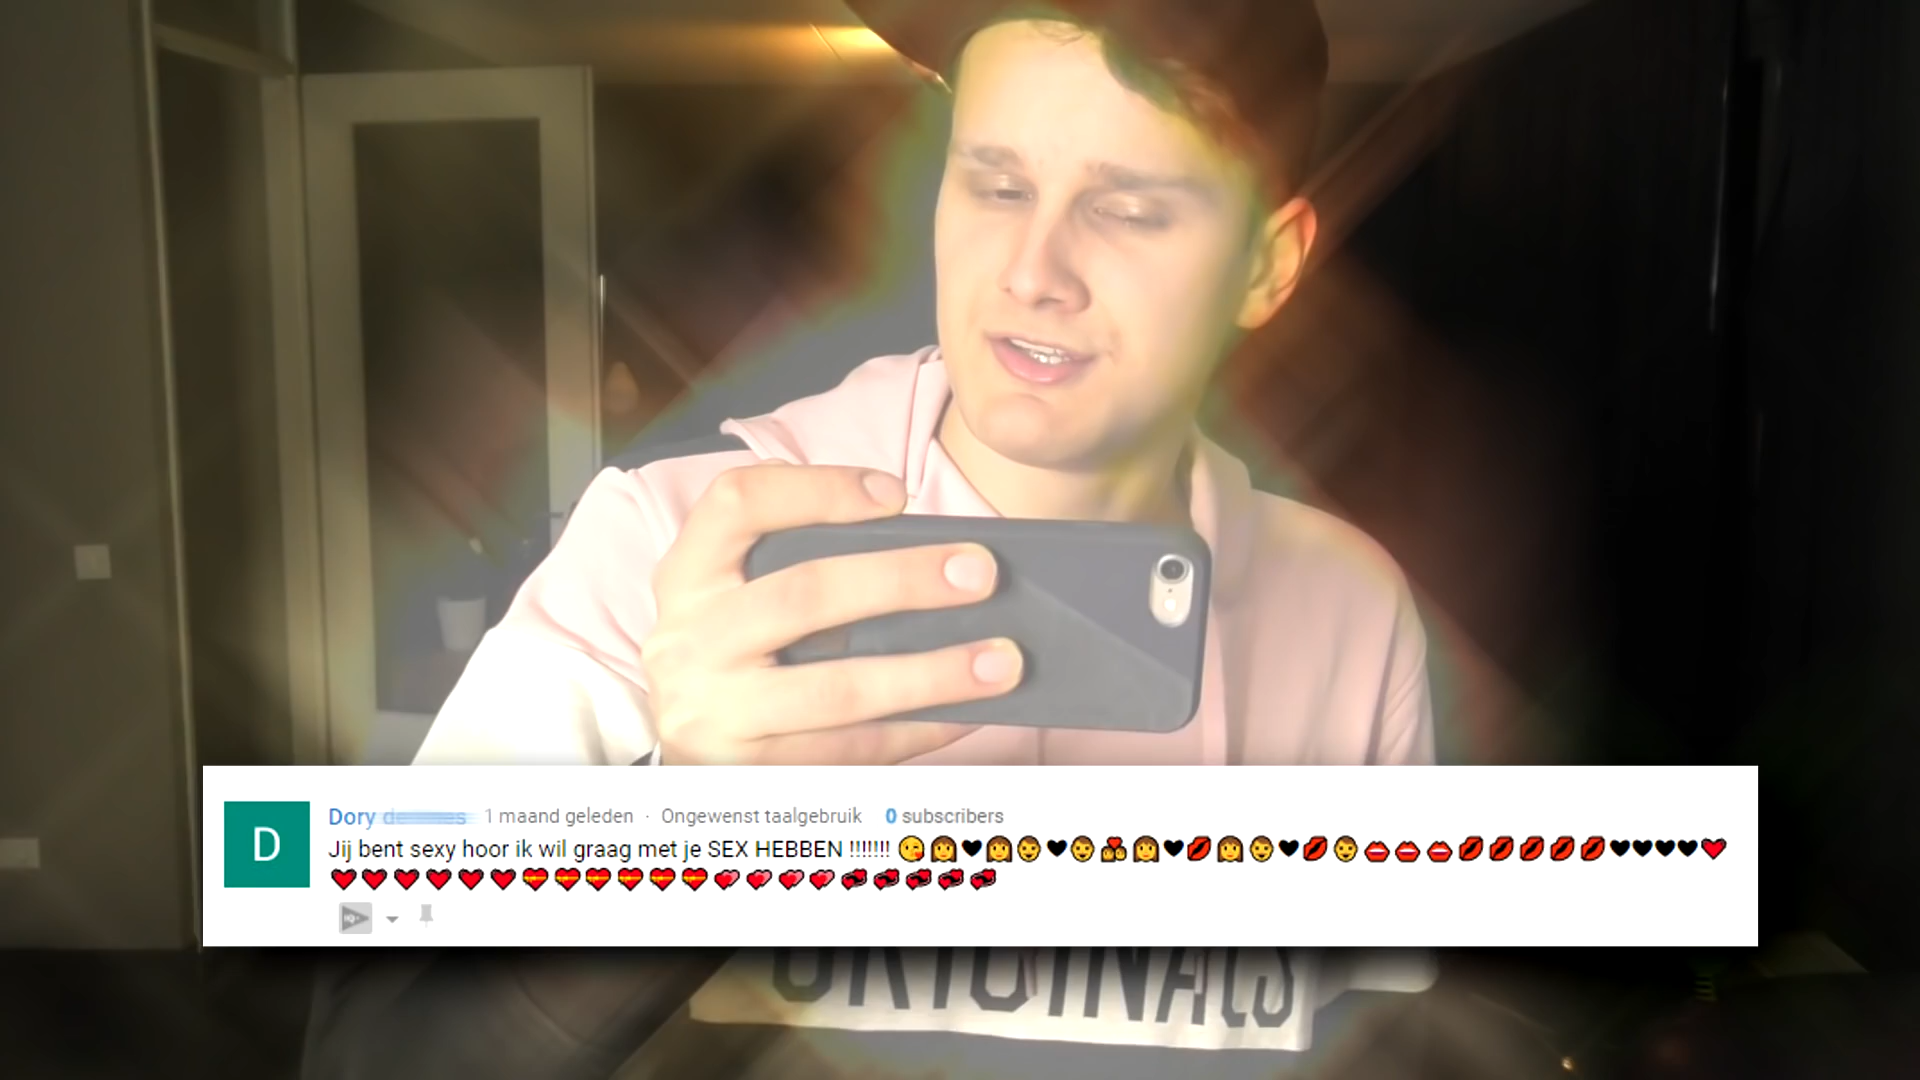 Dory 1 maand geleden · Ongewenst taalgebruik 0 subscribers
D
Jij bent sexy hoor ik wil graag met je SEX HEBBEN !!!!!!! 😘👩🖤👩👨🖤👨💑👩🖤💋👩👨🖤💋👨👄👄👄💋💋💋💋💋🖤🖤🖤🖤❤
❤❤❤❤❤❤💝💝💝💝💝💝💕💕💕💕💞💞💞💞💞
ORIGINALS